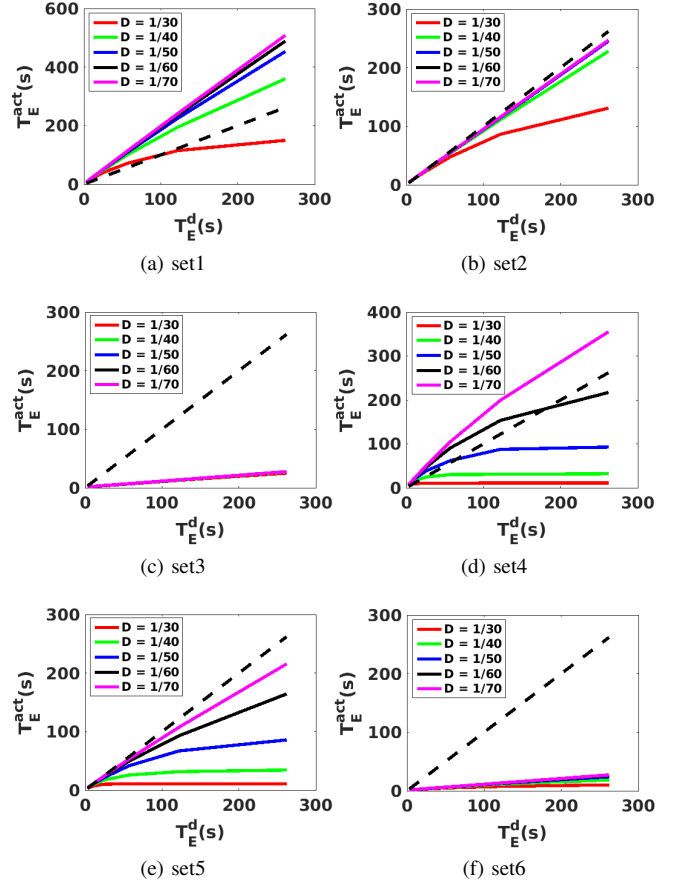 600
400
200
0
0 100 200 300
T_E^act(s)
T_E^d(s)
D = 1/30
D = 1/40
D = 1/50
D = 1/60
D = 1/70
(a) set1
300
200
100
0
0 100 200 300
T_E^act(s)
T_E^d(s)
D = 1/30
D = 1/40
D = 1/50
D = 1/60
D = 1/70
(b) set2
300
200
100
0
0 100 200 300
T_E^act(s)
T_E^d(s)
D = 1/30
D = 1/40
D = 1/50
D = 1/60
D = 1/70
(c) set3
400
300
200
100
0
0 100 200 300
T_E^act(s)
T_E^d(s)
D = 1/30
D = 1/40
D = 1/50
D = 1/60
D = 1/70
(d) set4
300
200
100
0
0 100 200 300
T_E^act(s)
T_E^d(s)
D = 1/30
D = 1/40
D = 1/50
D = 1/60
D = 1/70
(e) set5
300
200
100
0
0 100 200 300
T_E^act(s)
T_E^d(s)
D = 1/30
D = 1/40
D = 1/50
D = 1/60
D = 1/70
(f) set6